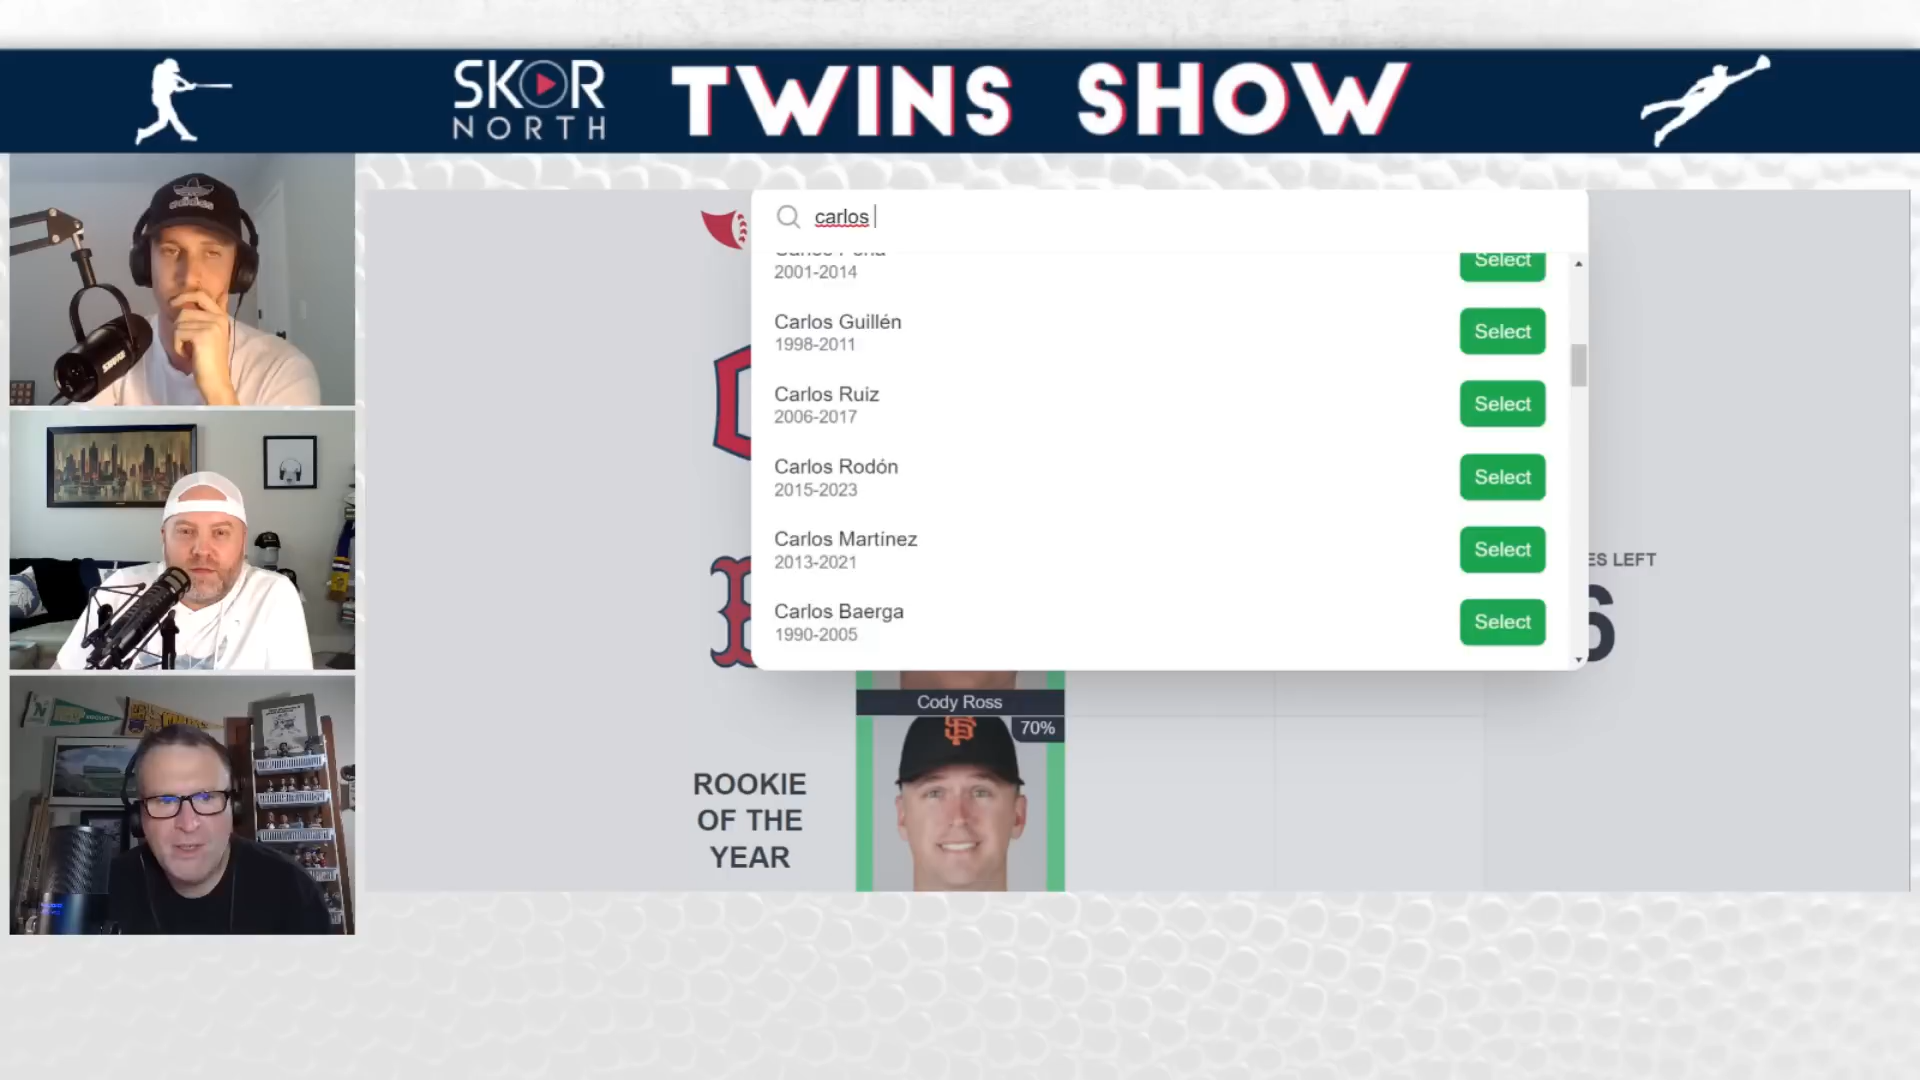 SKOR
NORTH
TWINS SHOW
adidas
carlos
2001-2014
Select
Carlos Guillén
1998-2011
Select
Carlos Ruiz
2006-2017
Select
Carlos Rodón
2015-2023
Select
Carlos Martínez
2013-2021
Select
Carlos Baerga
1990-2005
Select
ES LEFT
6
Cody Ross
70%
ROOKIE
OF THE
YEAR